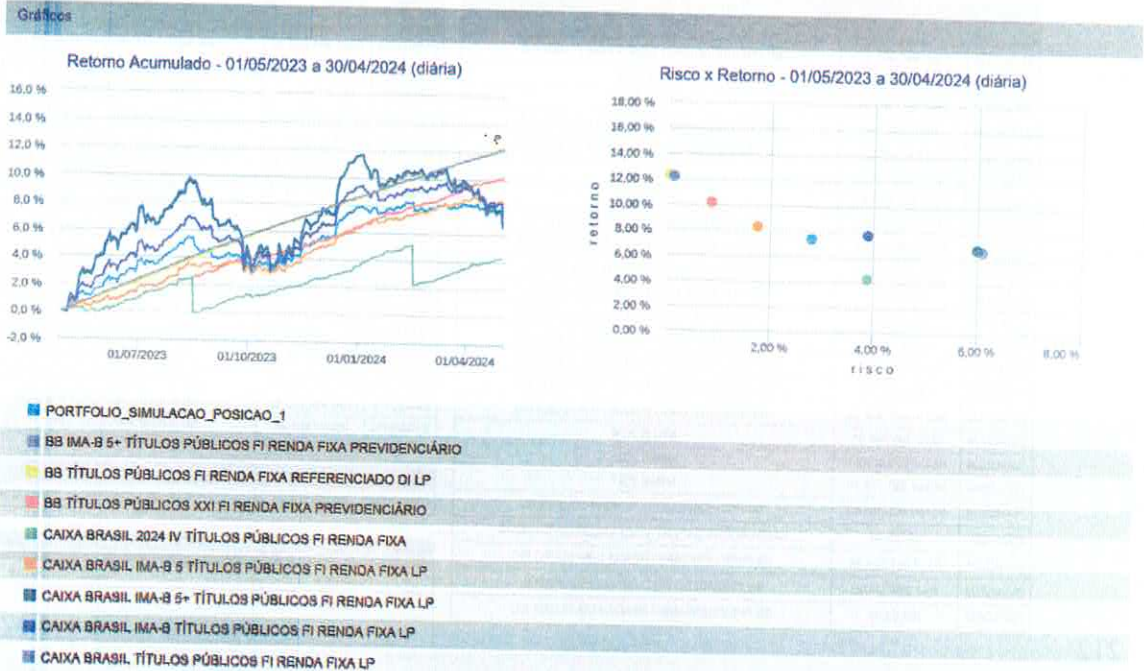 Gráficos
Retorno Acumulado - 01/05/2023 a 30/04/2024 (diária)
16,0 %
14,0 %
12,0 %
10,0 %
8,0 %
6,0 %
4,0 %
2,0 %
0,0 %
-2,0 %
01/07/2023
01/10/2023
01/01/2024
01/04/2024
Risco x Retorno - 01/05/2023 a 30/04/2024 (diária)
18,00 %
16,00 %
14,00 %
12,00 %
10,00 %
8,00 %
6,00 %
4,00 %
2,00 %
0,00 %
retorno
2,00 %
4,00 %
6,00 %
8,00 %
risco
PORTFOLIO_SIMULACAO_POSICAO_1
BB IMA-B 5+ TÍTULOS PÚBLICOS FI RENDA FIXA PREVIDENCIÁRIO
BB TÍTULOS PÚBLICOS FI RENDA FIXA REFERENCIADO DI LP
BB TÍTULOS PÚBLICOS XXI FI RENDA FIXA PREVIDENCIÁRIO
CAIXA BRASIL 2024 IV TÍTULOS PÚBLICOS FI RENDA FIXA
CAIXA BRASIL IMA-B 5 TÍTULOS PÚBLICOS FI RENDA FIXA LP
CAIXA BRASIL IMA-B 5+ TÍTULOS PÚBLICOS FI RENDA FIXA LP
CAIXA BRASIL IMA-B TÍTULOS PÚBLICOS FI RENDA FIXA LP
CAIXA BRASIL TÍTULOS PÚBLICOS FI RENDA FIXA LP